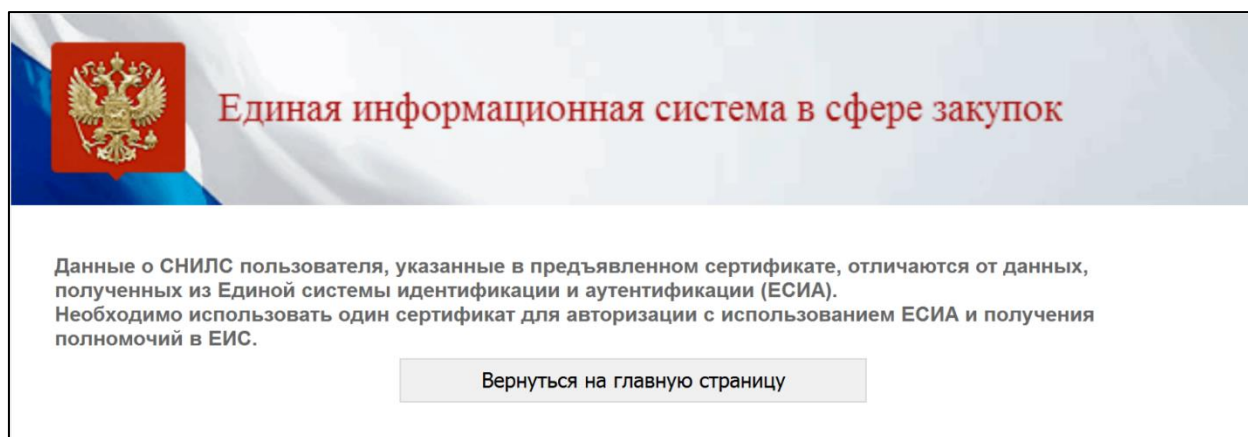 Единая информационная система в сфере закупок
Данные о СНИЛС пользователя, указанные в предъявленном сертификате, отличаются от данных,
полученных из Единой системы идентификации и аутентификации (ЕСИА).
Необходимо использовать один сертификат для авторизации с использованием ЕСИА и получения
полномочий в ЕИС.
Вернуться на главную страницу